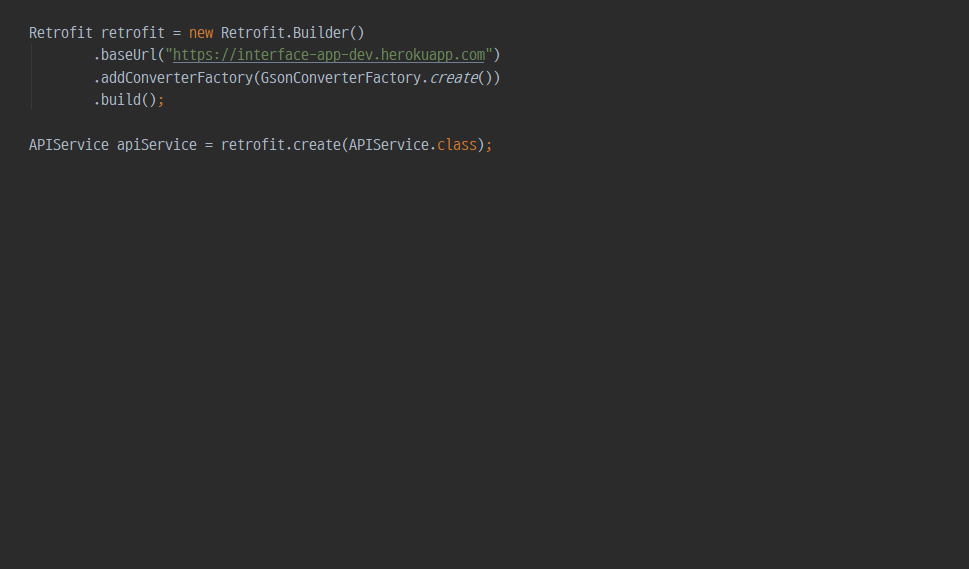 Retrofit retrofit = new Retrofit.Builder()
.baseUrl("https://interface-app-dev.herokuapp.com")
.addConverterFactory(GsonConverterFactory.create())
.build();
APIService apiService = retrofit.create(APIService.class);